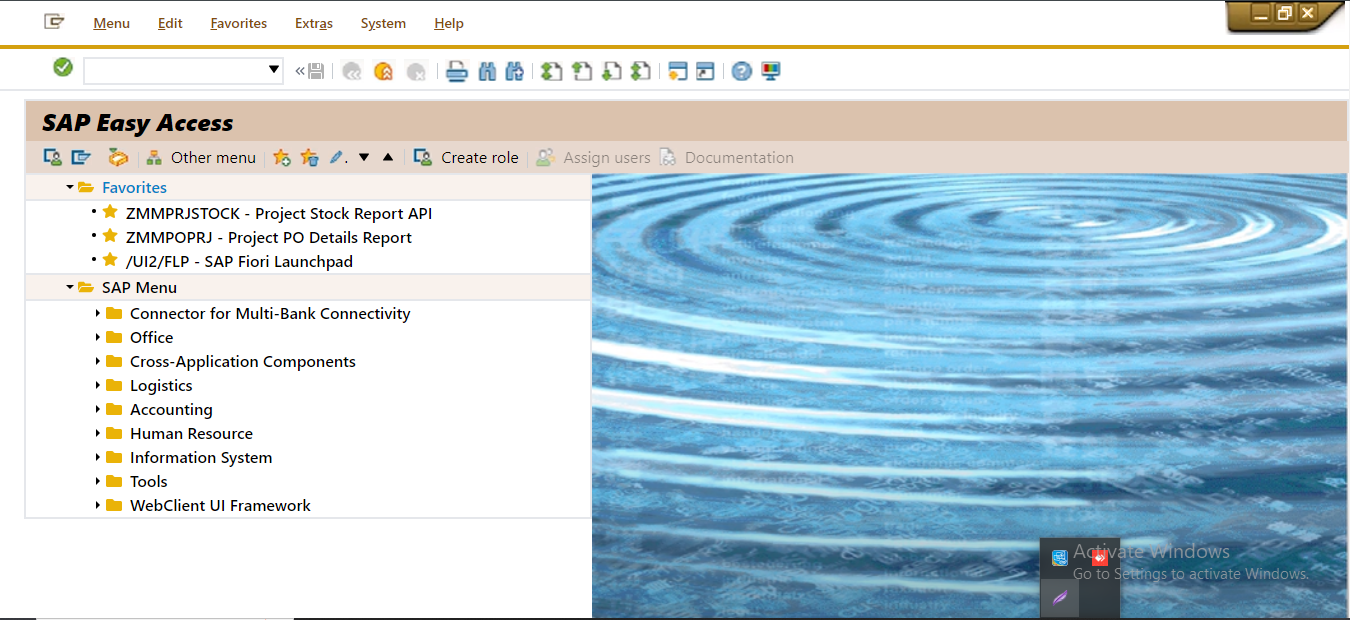 Menu Edit Favorites Extras System Help
SAP Easy Access
Other menu Create role Assign users Documentation
Favorites
ZMMPRJSTOCK - Project Stock Report API
ZMMPOPRJ - Project PO Details Report
/UI2/FLP - SAP Fiori Launchpad
SAP Menu
Connector for Multi-Bank Connectivity
Office
Cross-Application Components
Logistics
Accounting
Human Resource
Information System
Tools
WebClient UI Framework
Activate Windows
Go to Settings to activate Windows.